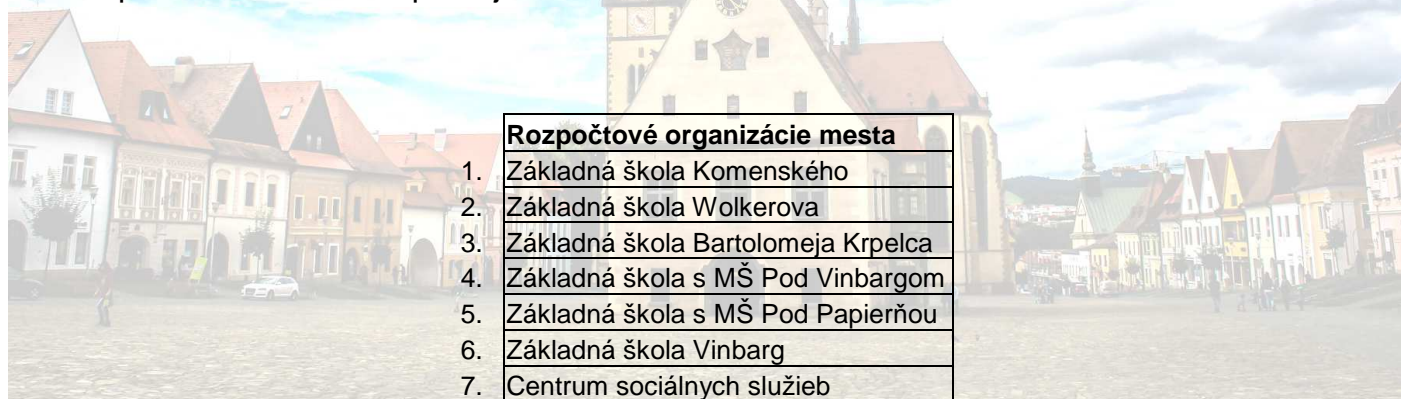 Rozpočtové organizácie mesta
1. Základná škola Komenského
2. Základná škola Wolkerova
3. Základná škola Bartolomeja Krpelca
4. Základná škola s MŠ Pod Vinbargom
5. Základná škola s MŠ Pod Papierňou
6. Základná škola Vinbarg
7. Centrum sociálnych služieb